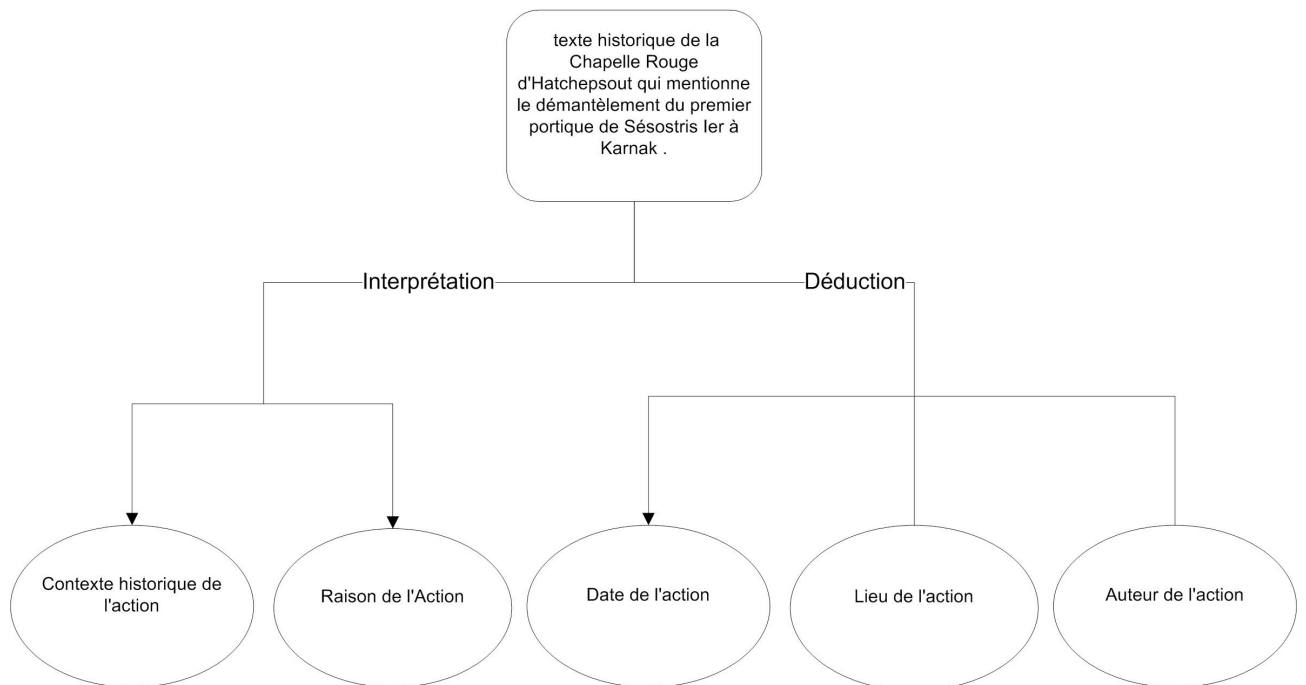 texte historique de la
Chapelle Rouge
d'Hatchepsout qui mentionne
le démantèlement du premier
portique de Sésostris Ier à
Karnak .
Interprétation
Déduction
Contexte historique de
l'action
Raison de l'Action
Date de l'action
Lieu de l'action
Auteur de l'action